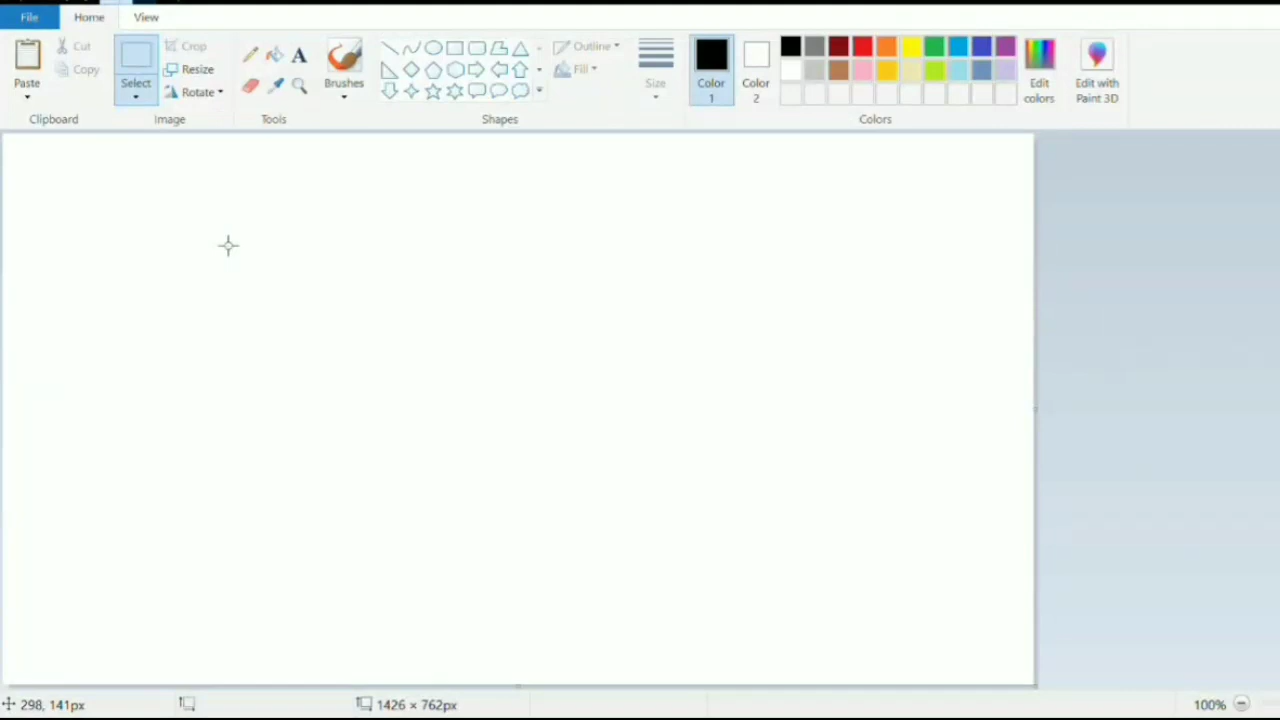 File Home View
Paste
Cut
Copy
Clipboard
Select
Crop
Resize
Rotate
Image
A
Tools
Brushes
Outline
Fill
Shapes
Size
Color 1
Color 2
Edit colors
Colors
Edit with Paint 3D
298, 141px
1426 × 762px
100%